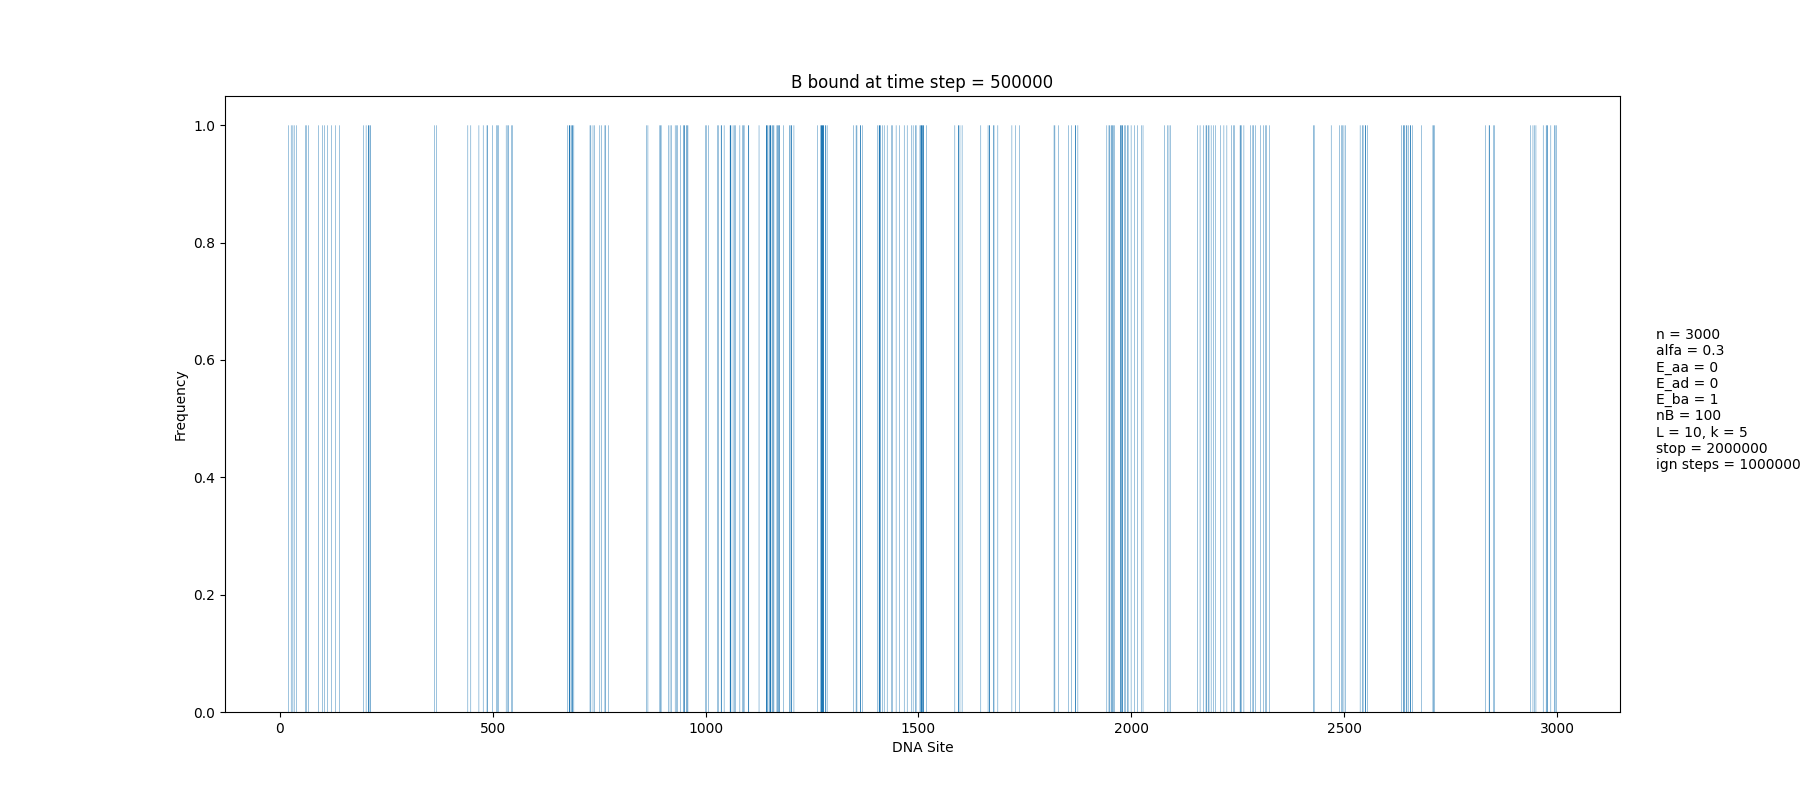 B bound at time step = 500000
1.0
0.8
0.6
0.4
0.2
0.0
Frequency
0 500 1000 1500 2000 2500 3000
DNA Site
n = 3000
alfa = 0.3
E_aa = 0
E_ad = 0
E_ba = 1
nB = 100
L = 10, k = 5
stop = 2000000
ign steps = 1000000